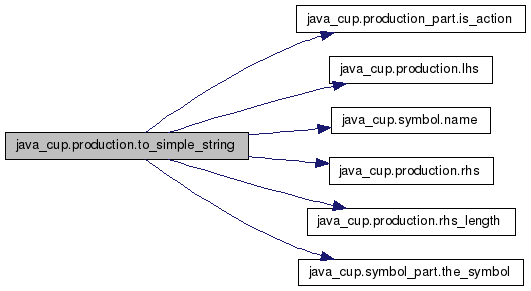 java_cup.production_part.is_action
java_cup.production.lhs
java_cup.symbol.name
java_cup.production.to_simple_string
java_cup.production.rhs
java_cup.production.rhs_length
java_cup.symbol_part.the_symbol